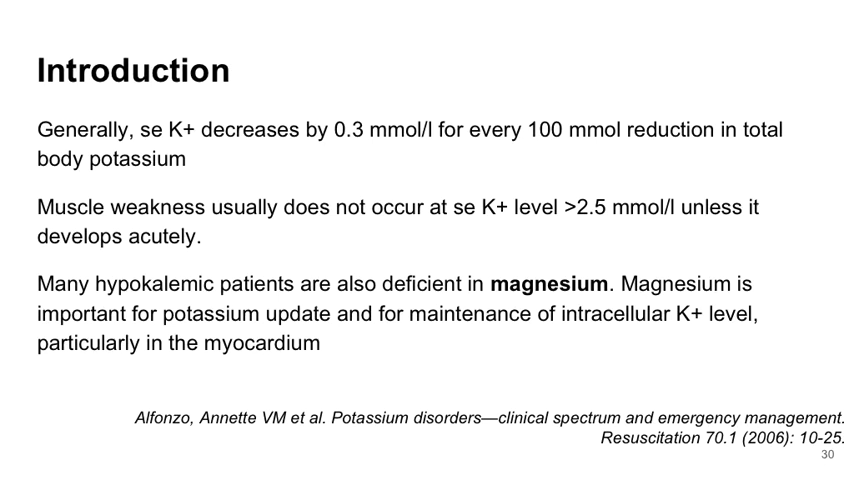 Introduction
Generally, se K+ decreases by 0.3 mmol/l for every 100 mmol reduction in total
body potassium
Muscle weakness usually does not occur at se K+ level >2.5 mmol/l unless it
develops acutely.
Many hypokalemic patients are also deficient in magnesium. Magnesium is
important for potassium update and for maintenance of intracellular K+ level,
particularly in the myocardium
Alfonzo, Annette VM et al. Potassium disorders—clinical spectrum and emergency management.
Resuscitation 70.1 (2006): 10-25.
30